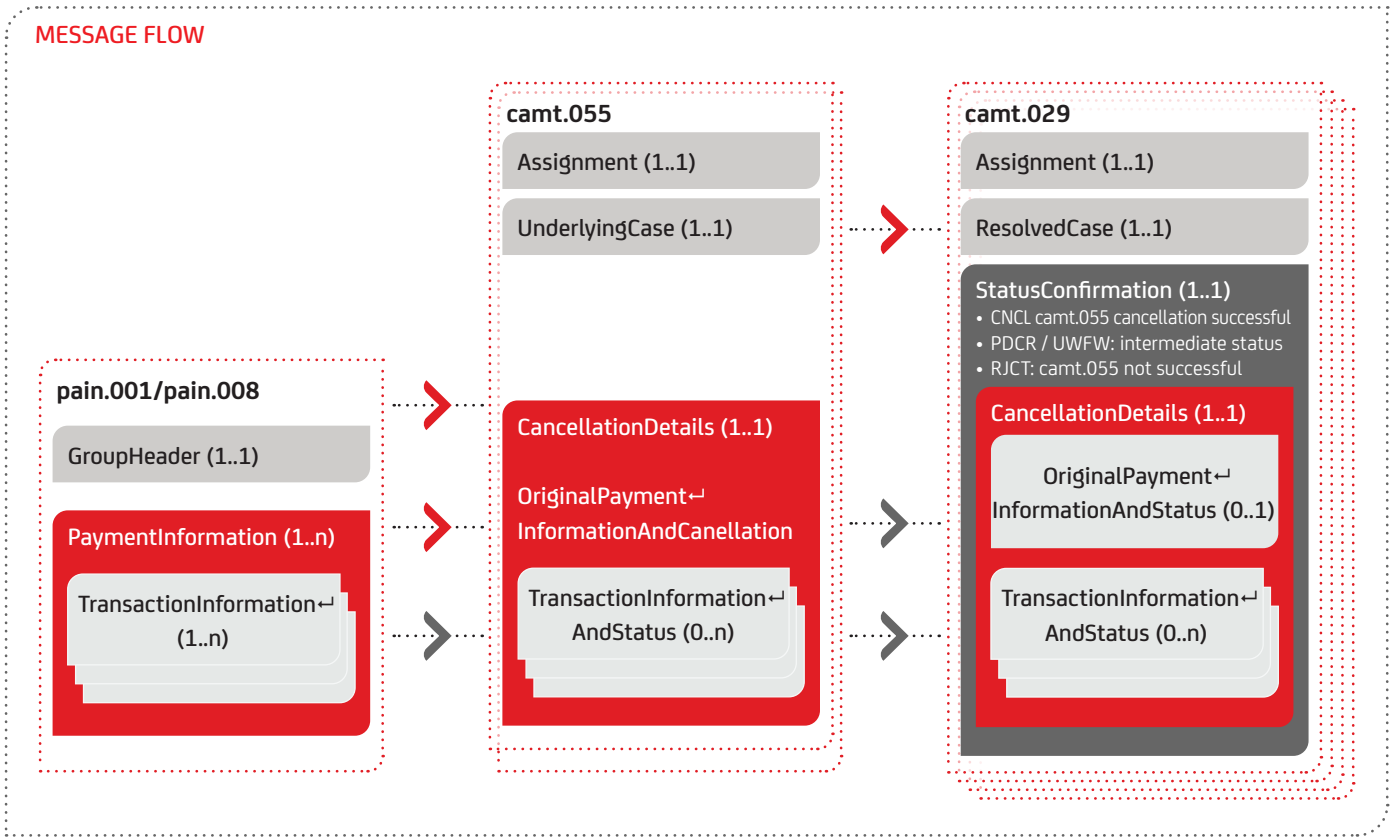 MESSAGE FLOW
pain.001/pain.008
GroupHeader (1..1)
PaymentInformation (1..n)
TransactionInformation↵
(1..n)
camt.055
Assignment (1..1)
UnderlyingCase (1..1)
CancellationDetails (1..1)
OriginalPayment↵
InformationAndCanellation
TransactionInformation↵
AndStatus (0..n)
camt.029
Assignment (1..1)
ResolvedCase (1..1)
StatusConfirmation (1..1)
• CNCL camt.055 cancellation successful
• PDCR / UWFW: intermediate status
• RJCT: camt.055 not successful
CancellationDetails (1..1)
OriginalPayment↵
InformationAndStatus (0..1)
TransactionInformation↵
AndStatus (0..n)